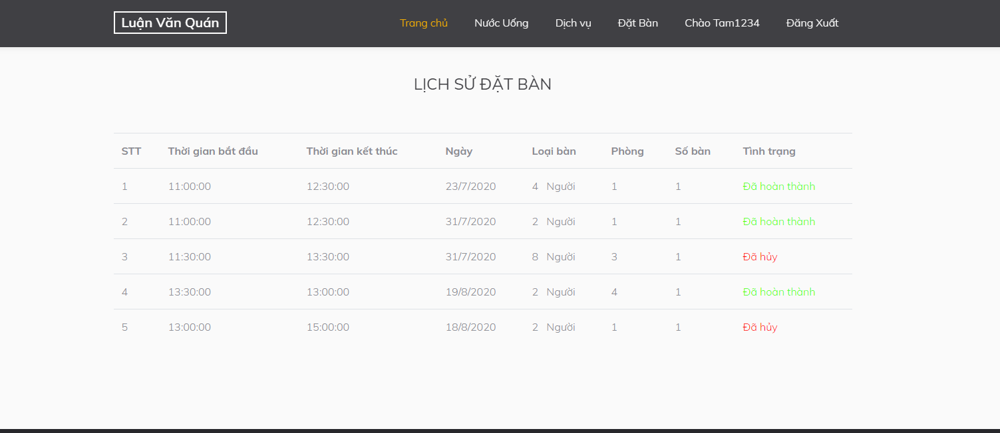 Luận Văn Quán Trang chủ Nước Uống Dịch vụ Đặt Bàn Chào Tam1234 Đăng Xuất
LỊCH SỬ ĐẶT BÀN
STT Thời gian bắt đầu Thời gian kết thúc Ngày Loại bàn Phòng Số bàn Tình trạng
1 11:00:00 12:30:00 23/7/2020 4 Người 1 1 Đã hoàn thành
2 11:00:00 12:30:00 31/7/2020 2 Người 1 1 Đã hoàn thành
3 11:30:00 13:30:00 31/7/2020 8 Người 3 1 Đã hủy
4 13:30:00 13:00:00 19/8/2020 2 Người 4 1 Đã hoàn thành
5 13:00:00 15:00:00 18/8/2020 2 Người 1 1 Đã hủy